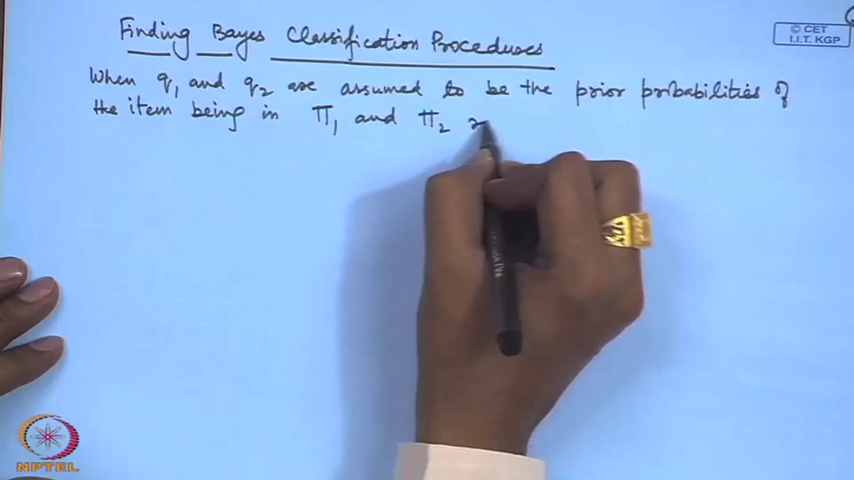 Finding Bayes Classification Procedures
© CET
I.I.T. KGP
When q₁ and q₂ are assumed to be the prior probabilities of
the item being in Π₁ and Π₂
NPTEL